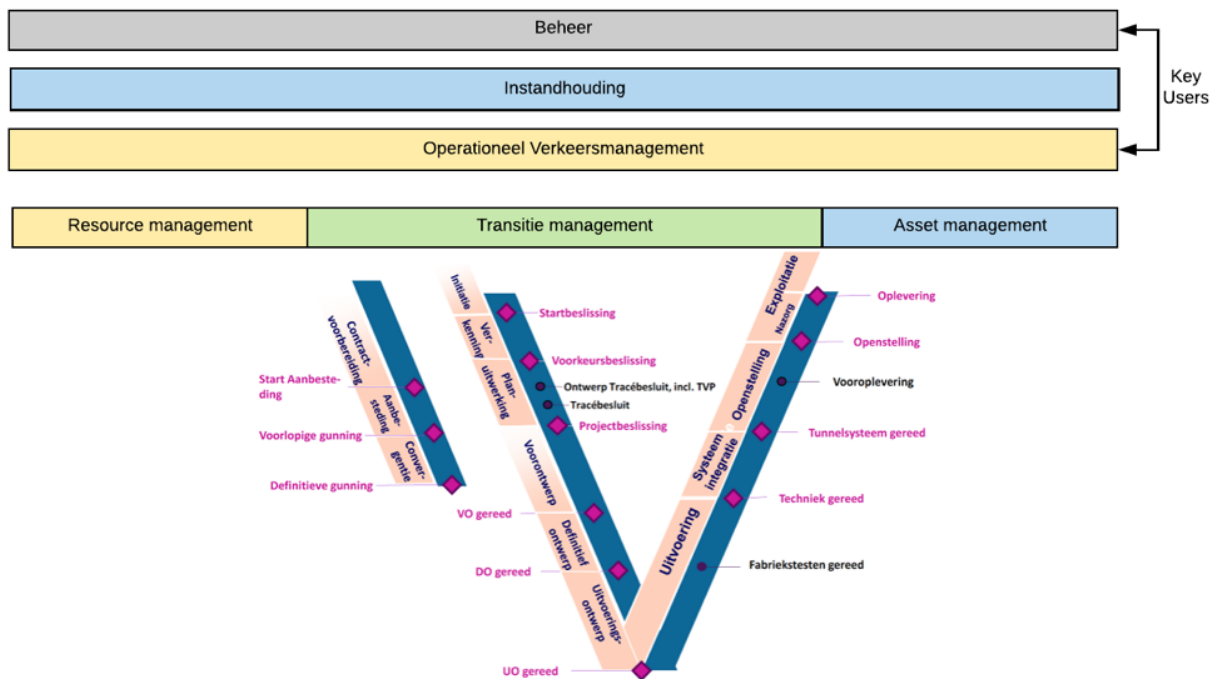 Beheer
Key
Users
Instandhouding
Operationeel Verkeersmanagement
Resource management
Transitie management
Asset management
Contract-
voorbereiding
Aanbe-
steding
Conver-
gentie
Start Aanbeste-
ding
Voorlopige gunning
Definitieve gunning
Initiatie
Ver-
kenning
Plan-
uitwerking
Voorontwerp
Definitief
ontwerp
Uitvoerings-
ontwerp
Startbeslissing
Voorkeursbeslissing
Ontwerp Tracébesluit, incl. TVP
Tracébesluit
Projectbeslissing
VO gereed
DO gereed
UO gereed
Exploitatie
Nazorg
Openstelling
Systeem
integratie
Uitvoering
Oplevering
Openstelling
Vooroplevering
Tunnelsysteem gereed
Techniek gereed
Fabriekstesten gereed